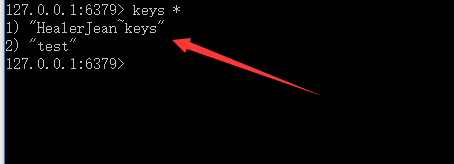 127.0.0.1:6379> keys *
1) "HealerJean~keys"
2) "test"
127.0.0.1:6379>